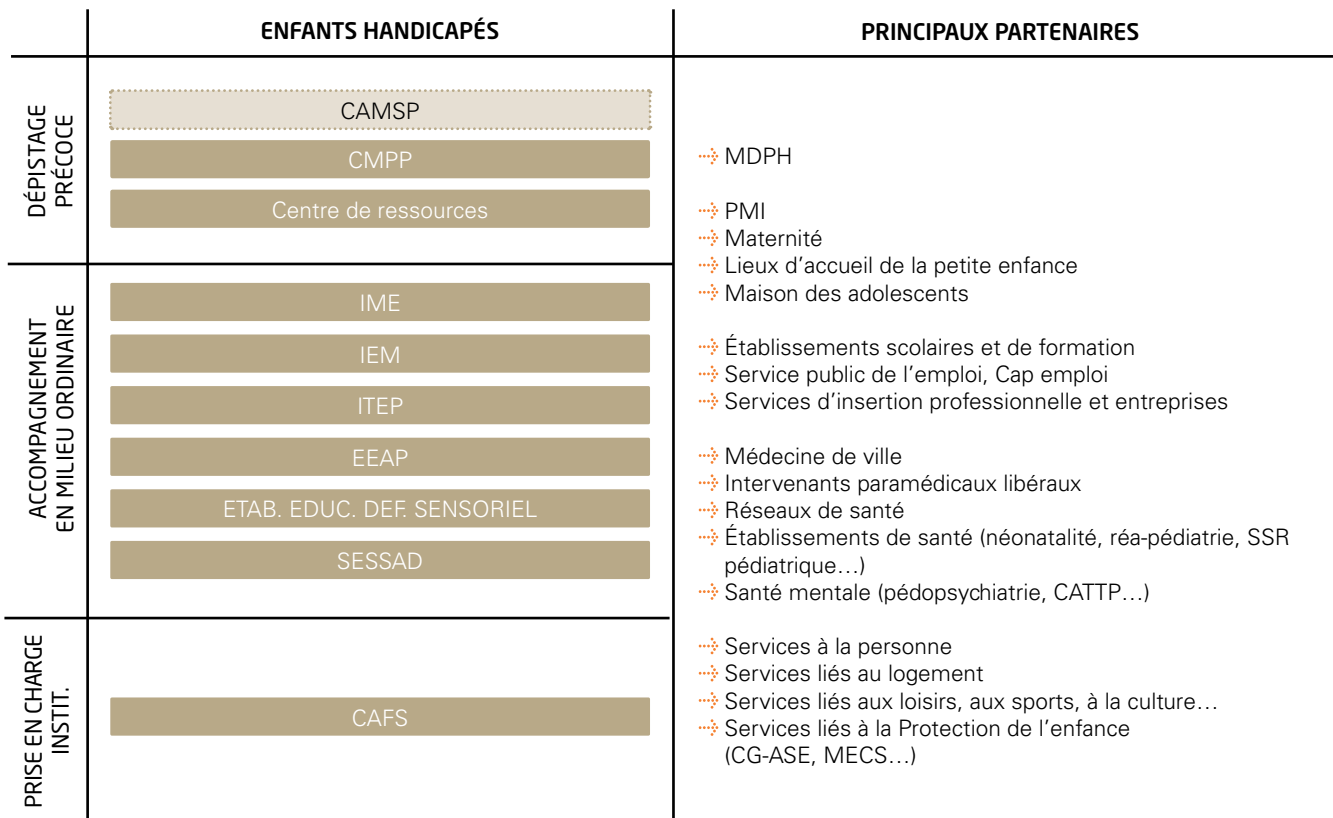 ENFANTS HANDICAPÉS
PRINCIPAUX PARTENAIRES
DÉPISTAGE
PRÉCOCE
CAMSP
CMPP
Centre de ressources
ACCOMPAGNEMENT
EN MILIEU ORDINAIRE
IME
IEM
ITEP
EEAP
ETAB. EDUC. DEF. SENSORIEL
SESSAD
PRISE EN CHARGE
INSTIT.
CAFS
MDPH
PMI
Maternité
Lieux d’accueil de la petite enfance
Maison des adolescents
Établissements scolaires et de formation
Service public de l’emploi, Cap emploi
Services d’insertion professionnelle et entreprises
Médecine de ville
Intervenants paramédicaux libéraux
Réseaux de santé
Établissements de santé (néonatalité, réa-pédiatrie, SSR
pédiatrique…)
Santé mentale (pédopsychiatrie, CATTP…)
Services à la personne
Services liés au logement
Services liés aux loisirs, aux sports, à la culture…
Services liés à la Protection de l’enfance
(CG-ASE, MECS…)